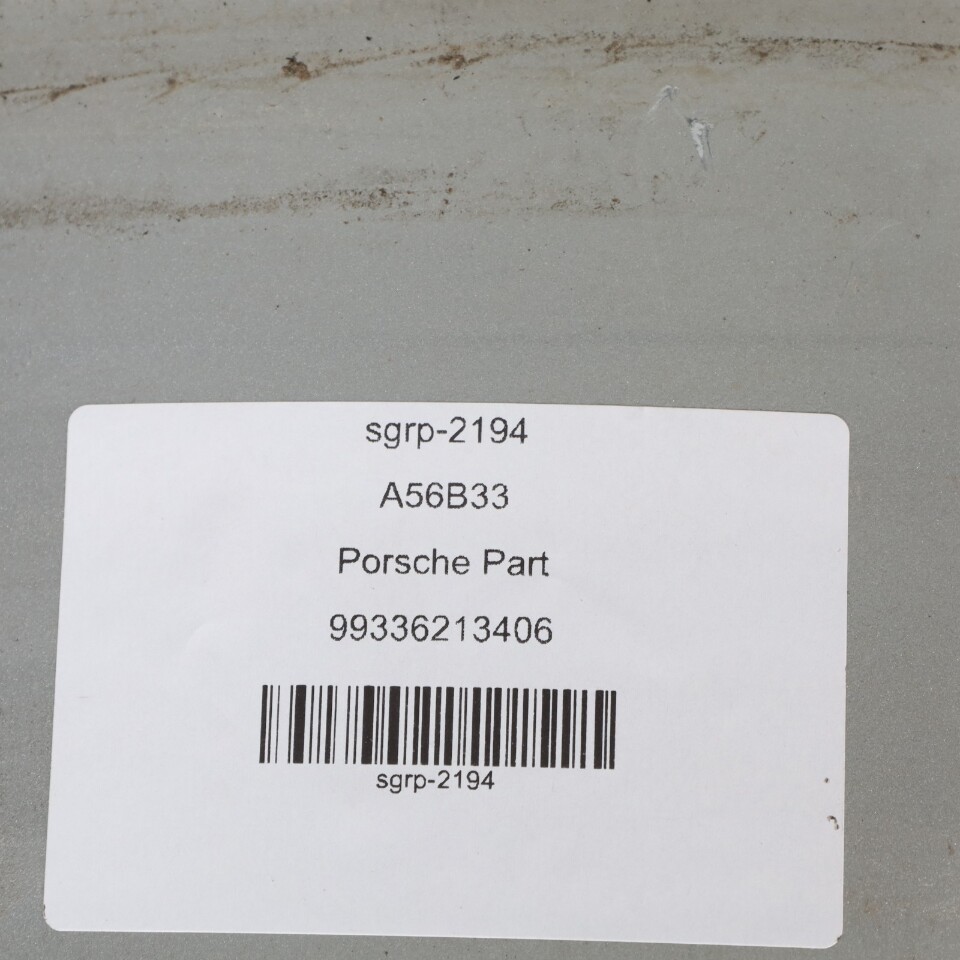 sgrp-2194
A56B33
Porsche Part
99336213406
sgrp-2194